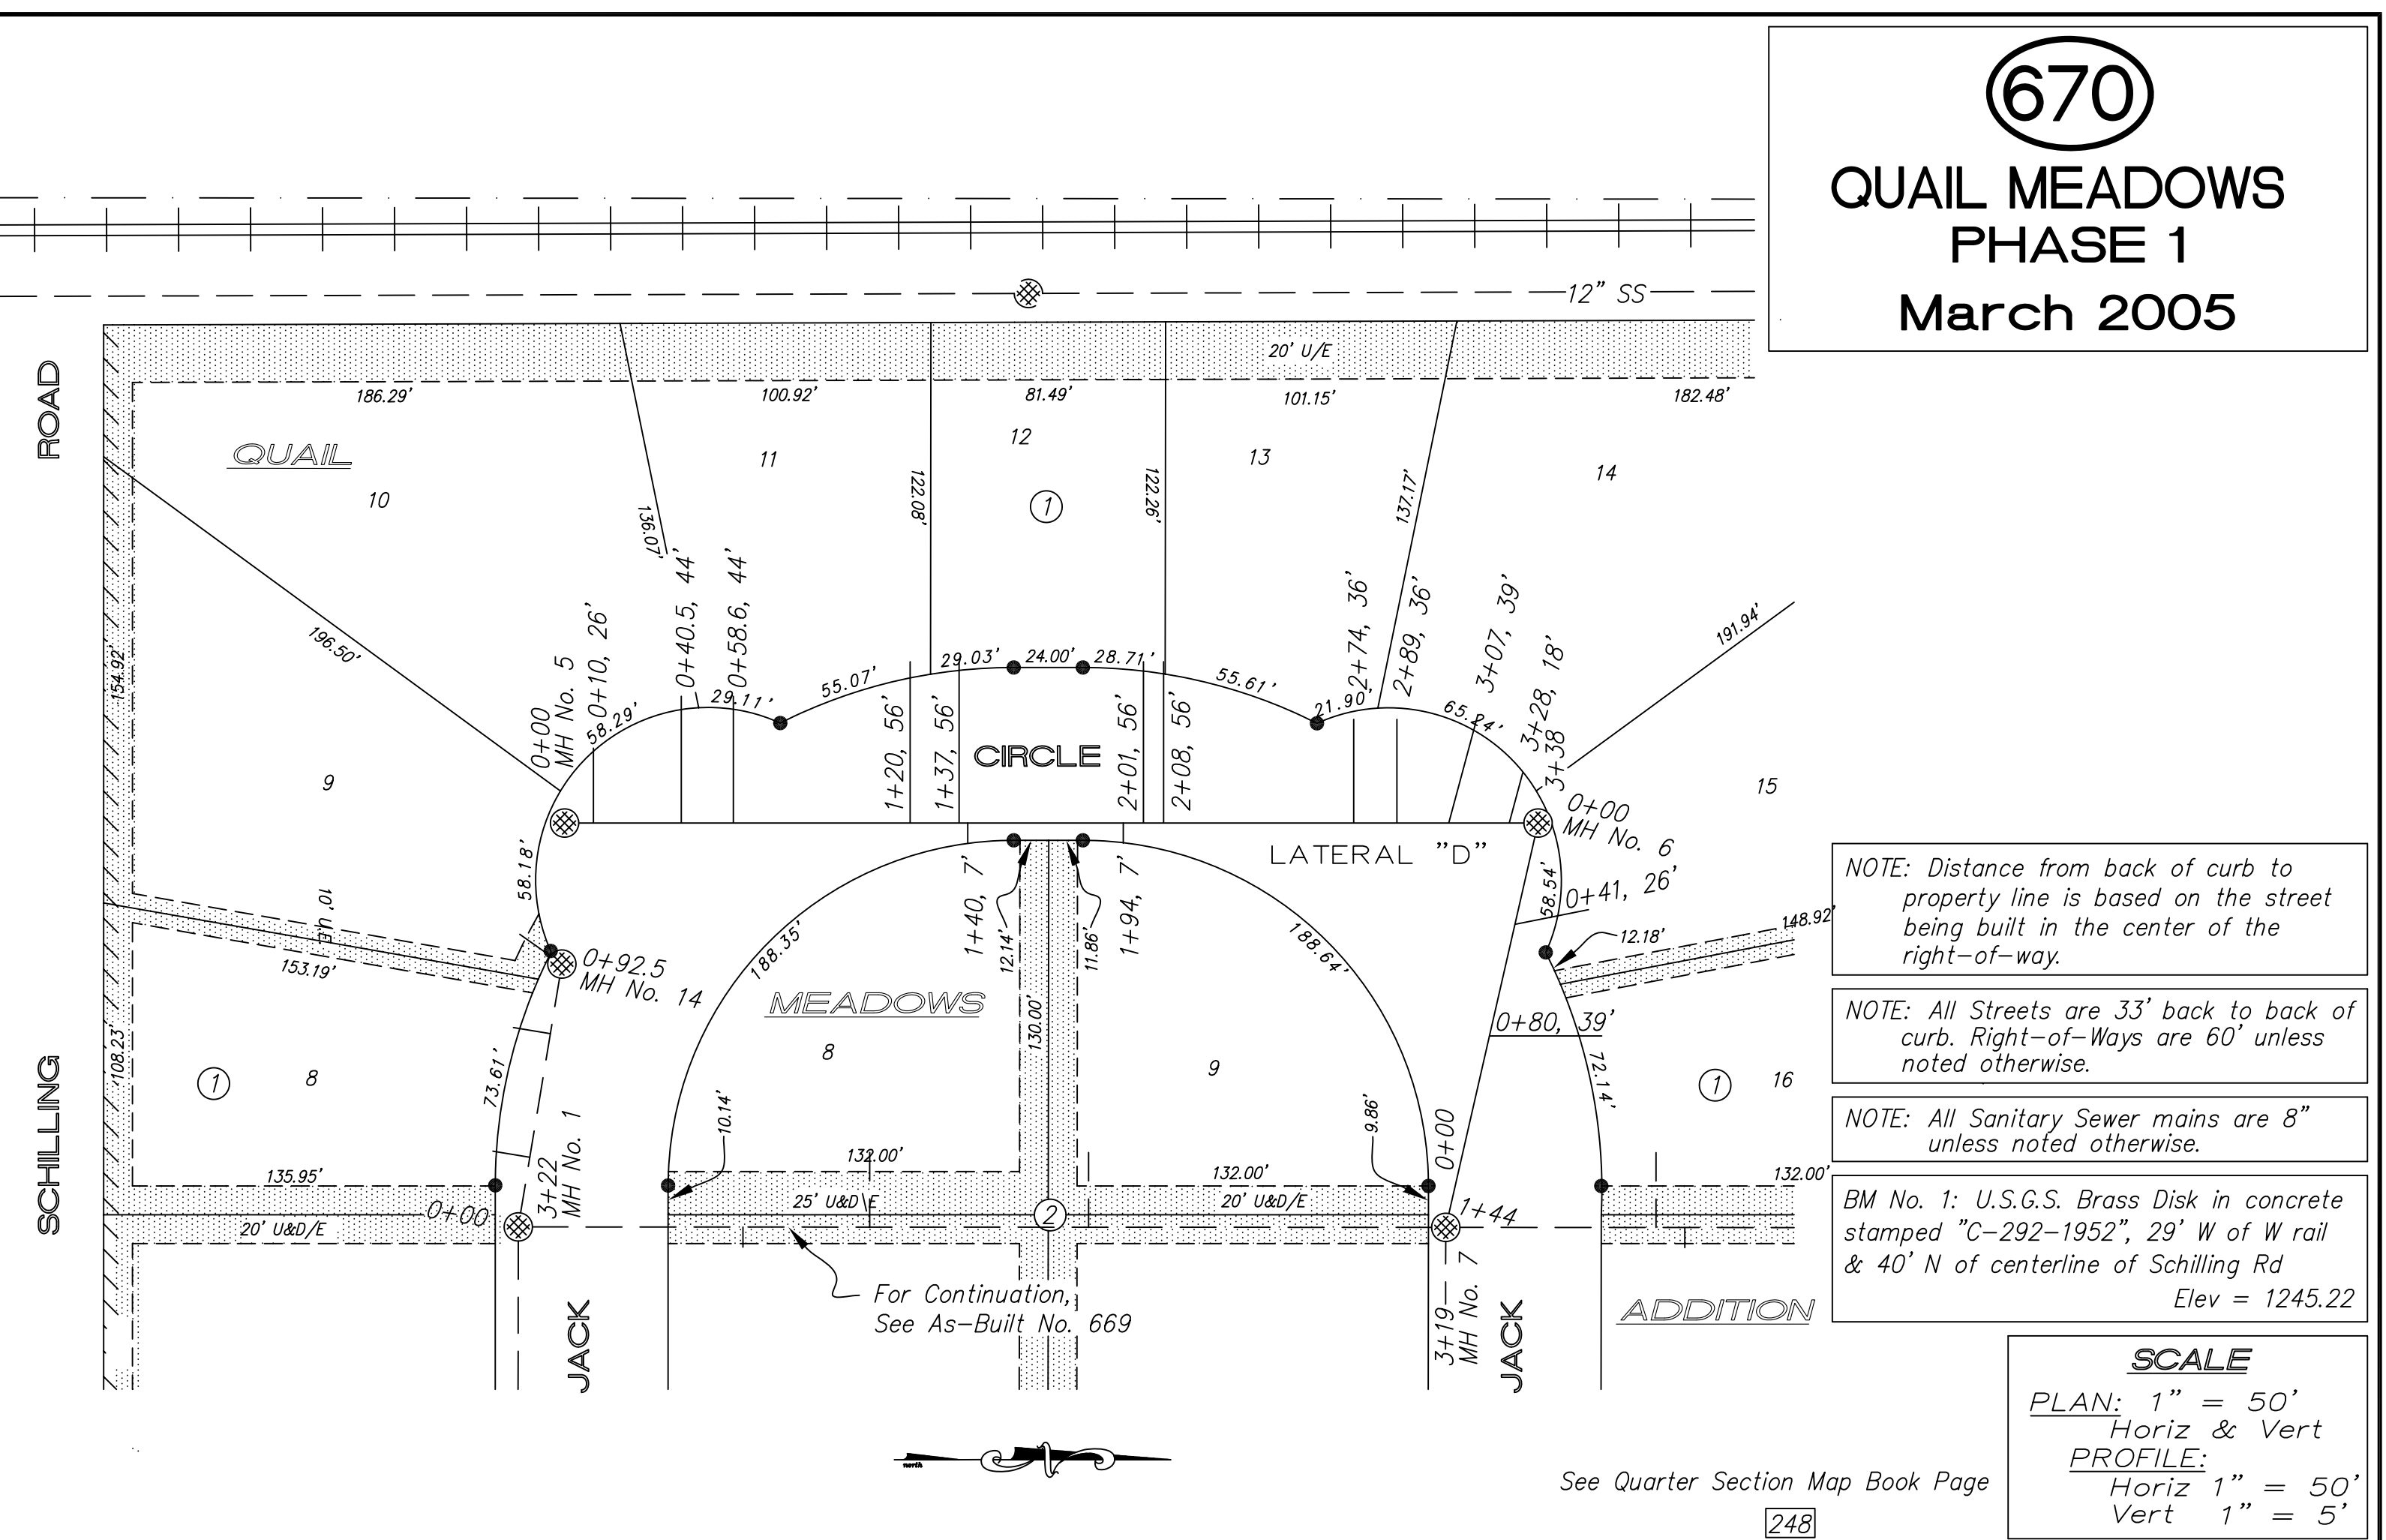 670
QUAIL MEADOWS
PHASE 1
March 2005
12" SS
20' U/E
ROAD
186.29'
100.92'
81.49'
101.15'
182.48'
QUAIL
10
11
12
13
14
1
136.07'
122.08'
122.26'
137.17'
196.50'
191.94'
154.92'
0+00
MH No. 5
0+10, 26'
0+40.5, 44'
0+58.6, 44'
1+20, 56'
1+37, 56'
2+01, 56'
2+08, 56'
2+74, 36'
2+89, 36'
3+07, 39'
3+28, 18'
3+38
58.29'
29.11'
55.07'
29.03'
24.00'
28.71'
55.61'
21.90'
65.24'
CIRCLE
9
15
0+00
MH No. 6
LATERAL "D"
58.18'
58.54'
0+41, 26'
10' U/E
153.19'
12.18'
148.92'
0+92.5
MH No. 14
1+40, 7'
12.14'
11.86'
1+94, 7'
188.35'
188.64'
MEADOWS
130.00'
0+80, 39'
108.23'
73.61'
72.14'
SCHILLING
1
8
8
9
1
16
10.14'
9.86'
135.95'
132.00'
132.00'
132.00'
20' U&D/E
25' U&D\E
20' U&D/E
2
0+00
3+22
MH No. 1
0+00
1+44
3+19
MH No. 7
JACK
JACK
For Continuation,
See As-Built No. 669
ADDITION
NOTE: Distance from back of curb to
property line is based on the street
being built in the center of the
right-of-way.
NOTE: All Streets are 33' back to back of
curb. Right-of-Ways are 60' unless
noted otherwise.
NOTE: All Sanitary Sewer mains are 8"
unless noted otherwise.
BM No. 1: U.S.G.S. Brass Disk in concrete
stamped "C-292-1952", 29' W of W rail
& 40' N of centerline of Schilling Rd
Elev = 1245.22
SCALE
PLAN: 1" = 50'
Horiz & Vert
PROFILE:
Horiz 1" = 50'
Vert 1" = 5'
north
See Quarter Section Map Book Page
248